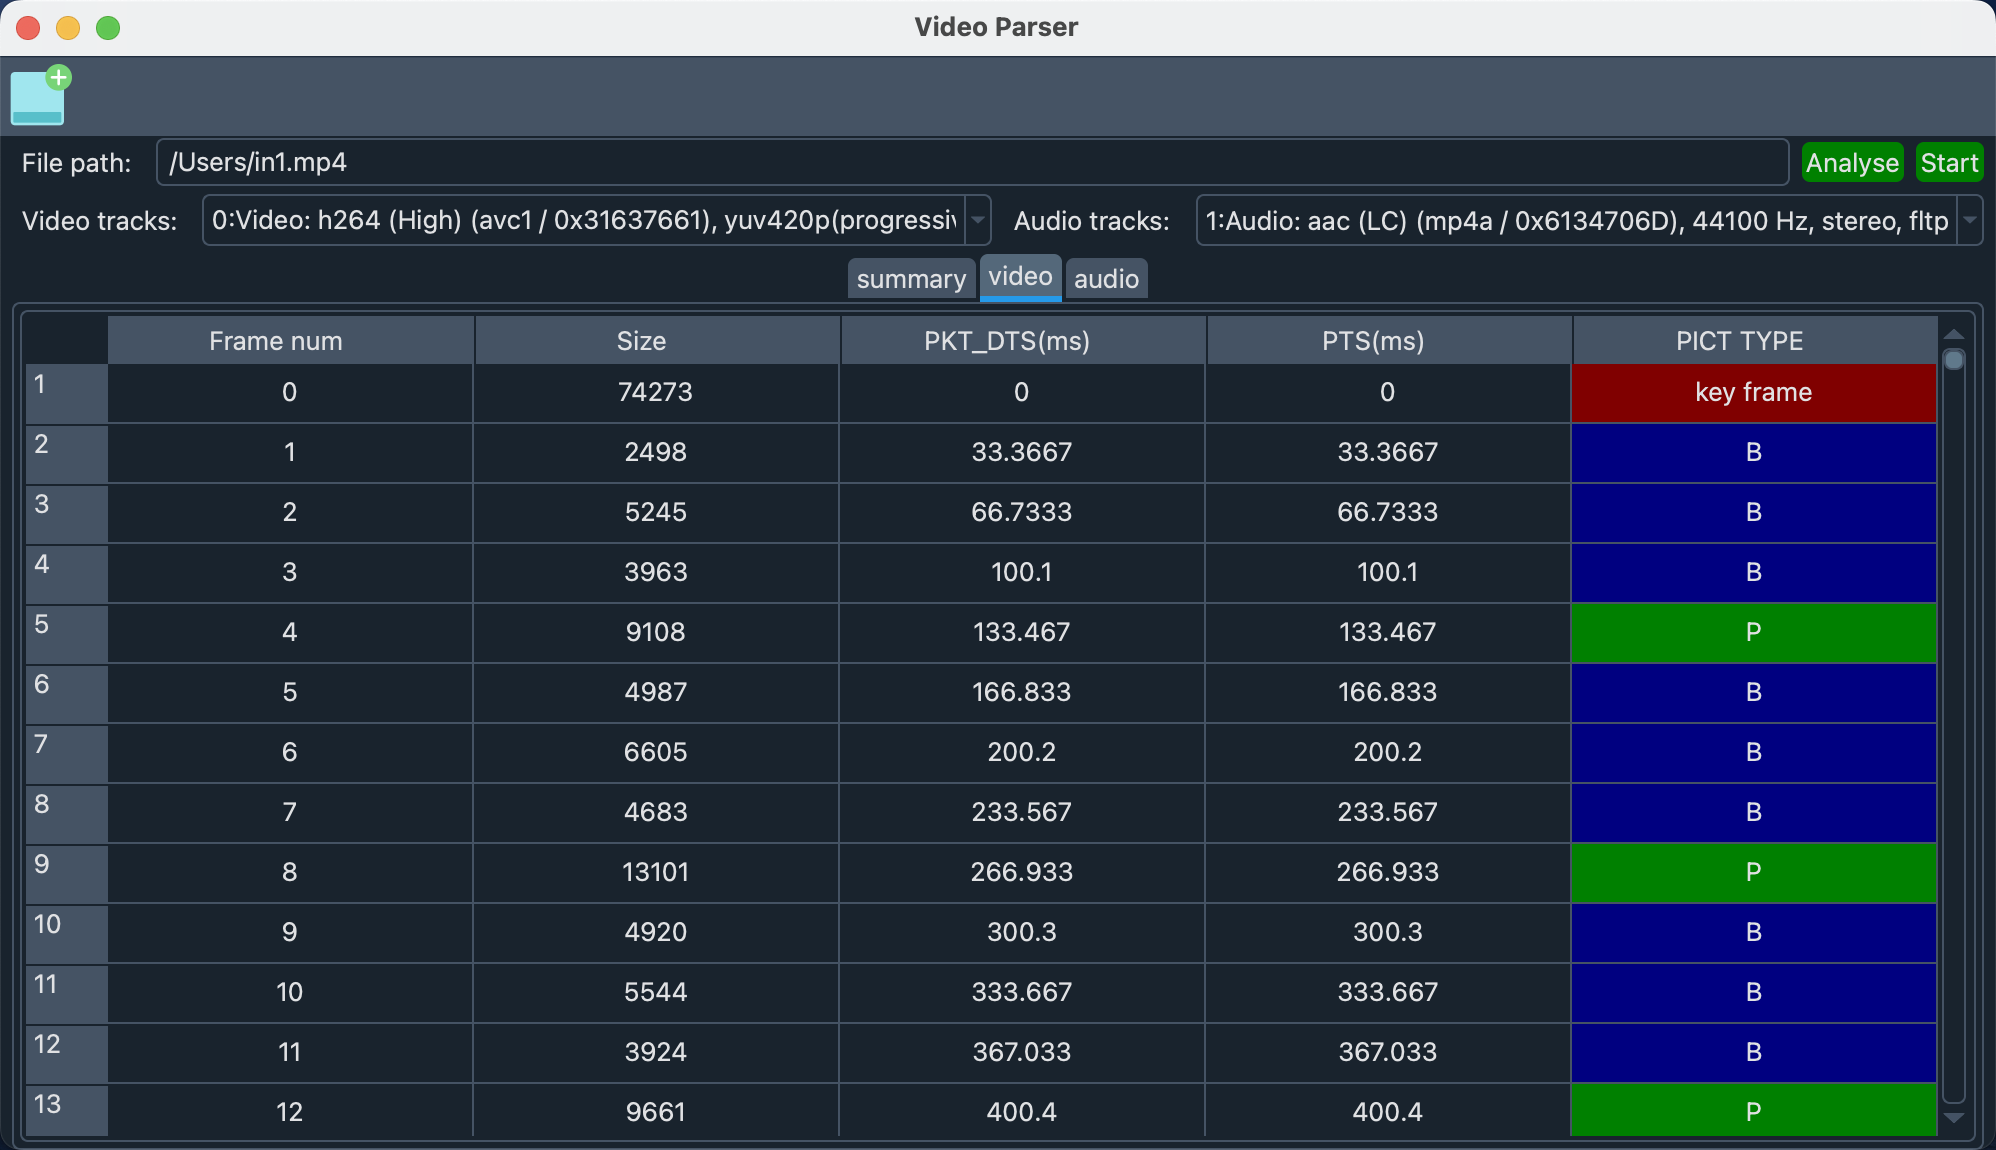 Video Parser
File path: /Users/in1.mp4 Analyse Start
Video tracks: 0:Video: h264 (High) (avc1 / 0x31637661), yuv420p(progressiv Audio tracks: 1:Audio: aac (LC) (mp4a / 0x6134706D), 44100 Hz, stereo, fltp
summary video audio
Frame num Size PKT_DTS(ms) PTS(ms) PICT TYPE
1 0 74273 0 0 key frame
2 1 2498 33.3667 33.3667 B
3 2 5245 66.7333 66.7333 B
4 3 3963 100.1 100.1 B
5 4 9108 133.467 133.467 P
6 5 4987 166.833 166.833 B
7 6 6605 200.2 200.2 B
8 7 4683 233.567 233.567 B
9 8 13101 266.933 266.933 P
10 9 4920 300.3 300.3 B
11 10 5544 333.667 333.667 B
12 11 3924 367.033 367.033 B
13 12 9661 400.4 400.4 P